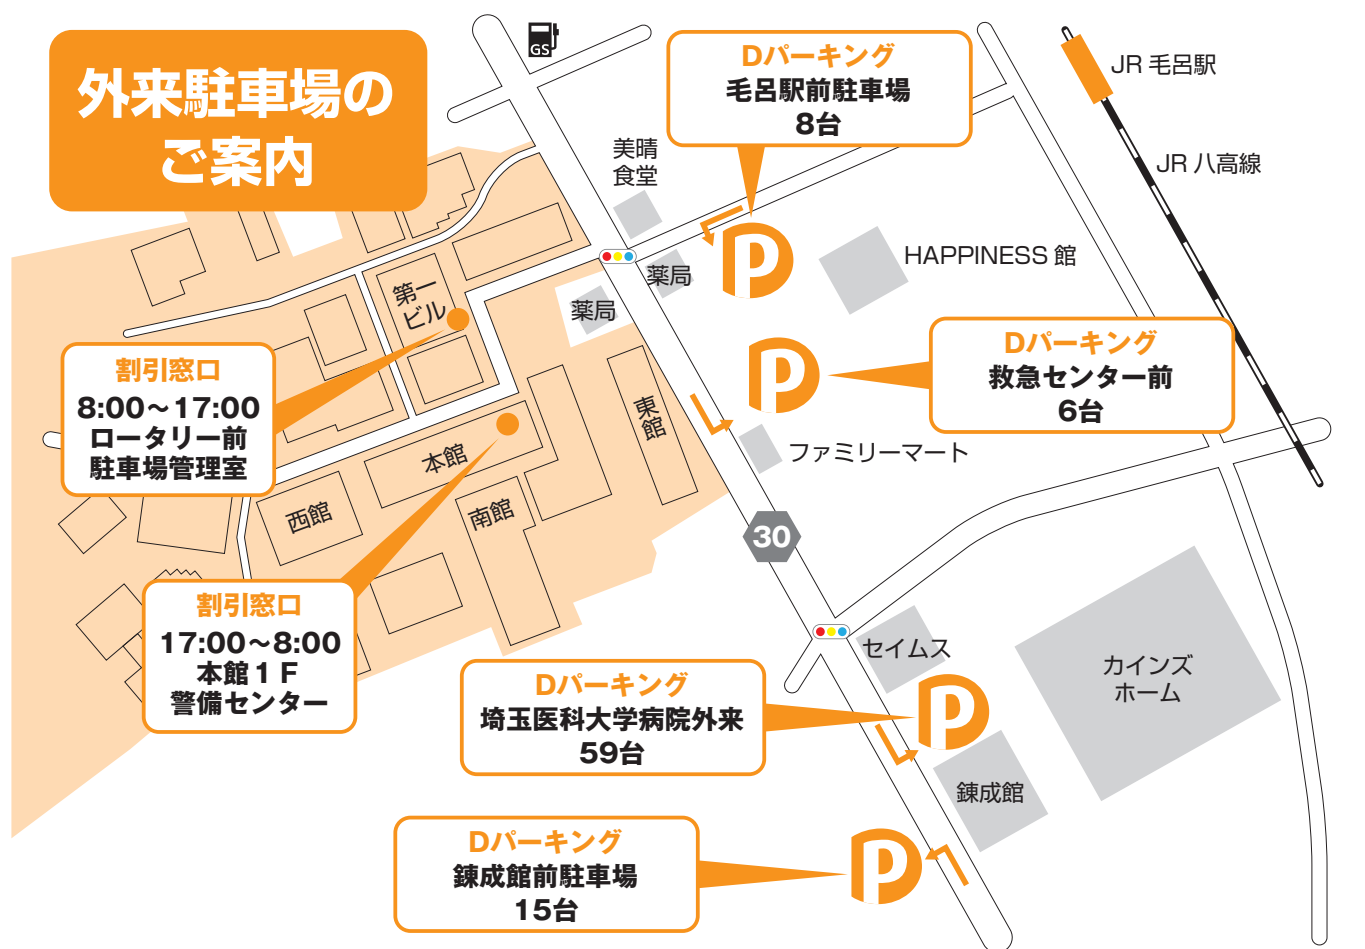 外来駐車場の
ご案内
GS
Dパーキング
毛呂駅前駐車場
8台
JR 毛呂駅
JR 八高線
美晴
食堂
HAPPINESS 館
薬局
薬局
第一
ビル
割引窓口
8:00～17:00
ロータリー前
駐車場管理室
Dパーキング
救急センター前
6台
東館
本館
ファミリーマート
西館
南館
30
割引窓口
17:00～8:00
本館1F
警備センター
セイムス
カインズ
ホーム
Dパーキング
埼玉医科大学病院外来
59台
錬成館
Dパーキング
錬成館前駐車場
15台